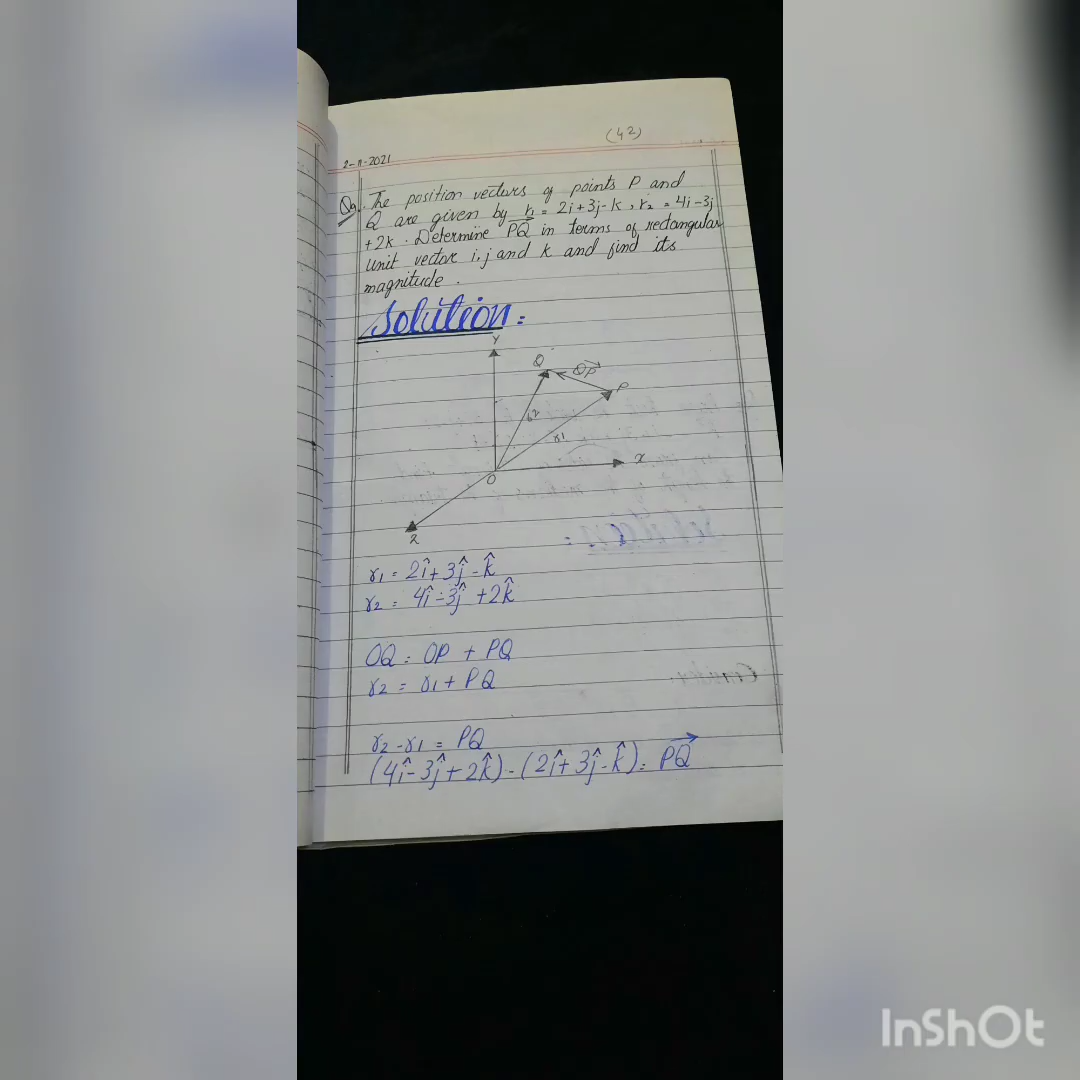 (42)
2-11-2021
Q9. The position vectors of points P and
Q are given by r₁ = 2i+3j-k, r₂ = 4i-3j
+2k. Determine PQ in terms of rectangular
unit vector i, j and k and find its
magnitude.
Solution:
Y
Q
QP
P
r2
r1
O
x
Z
r₁ = 2î+3ĵ-k̂
r₂ = 4î-3ĵ+2k̂
OQ = OP + PQ
r₂ = r₁ + PQ
r₂-r₁ = PQ
(4î-3ĵ+2k̂)-(2î+3ĵ-k̂) = PQ
InShOt